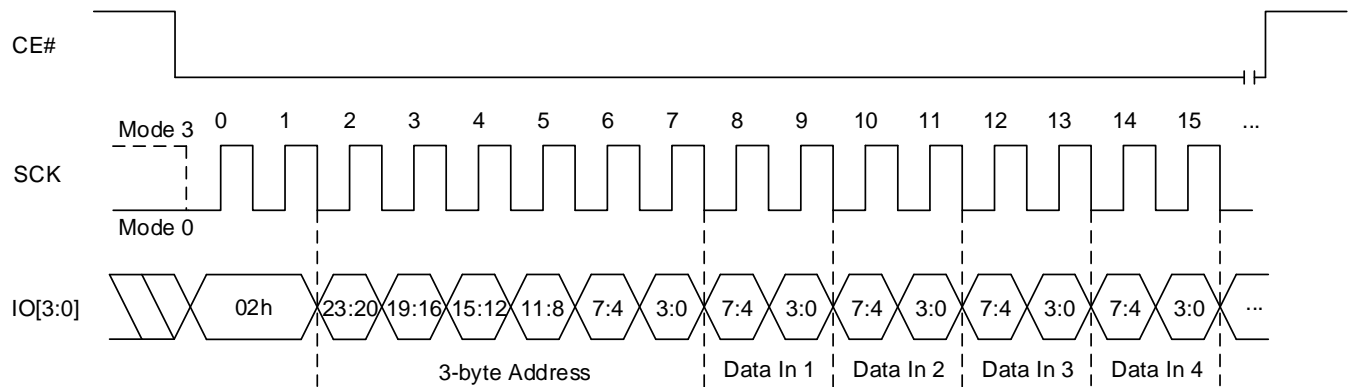 CE#
Mode 3 0 1 2 3 4 5 6 7 8 9 10 11 12 13 14 15 ...
SCK
Mode 0
IO[3:0] 02h 23:20 19:16 15:12 11:8 7:4 3:0 7:4 3:0 7:4 3:0 7:4 3:0 7:4 3:0 ...
3-byte Address Data In 1 Data In 2 Data In 3 Data In 4